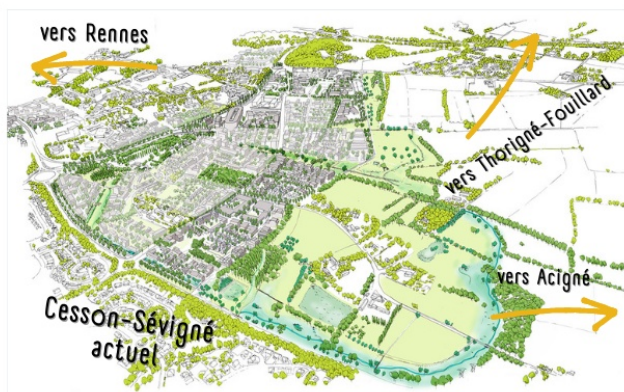 vers Rennes
vers Thorigné-Fouillard
vers Acigné
Cesson-Sévigné
actuel